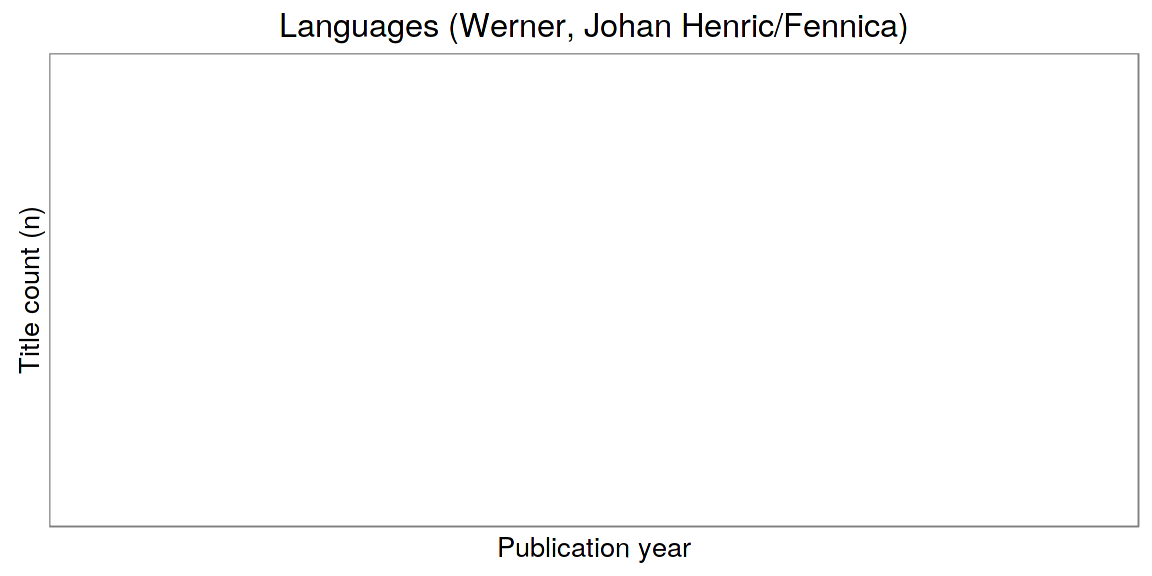 Languages (Werner, Johan Henric/Fennica)
Title count (n)
Publication year